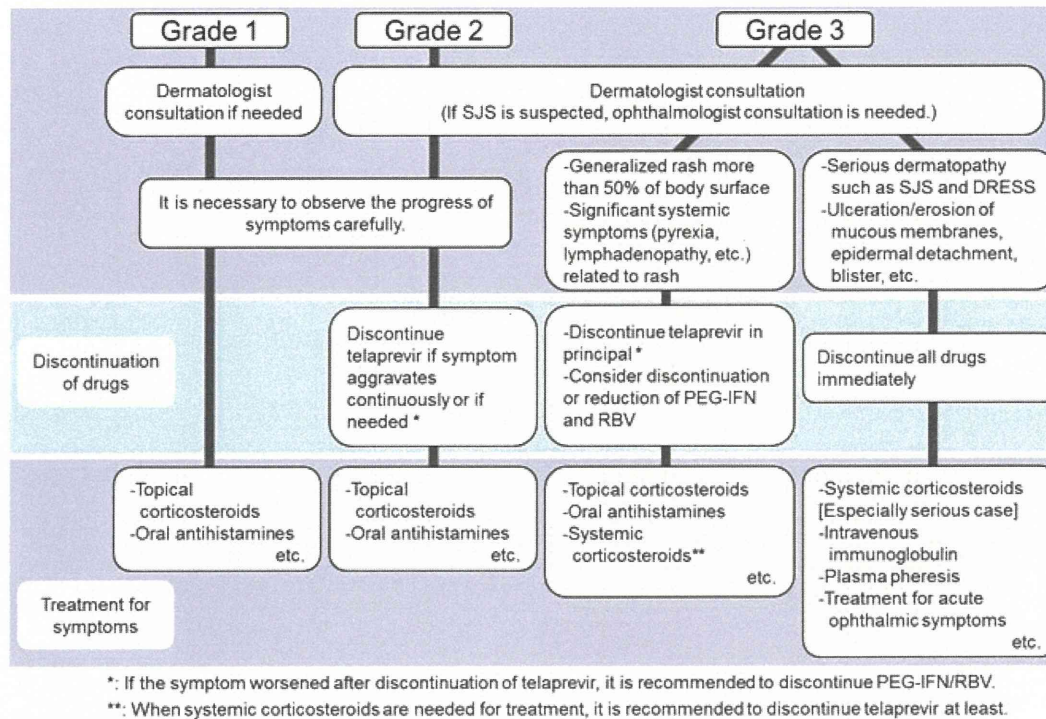 Grade 1
Grade 2
Grade 3
Dermatologist
consultation if needed
Dermatologist consultation
(If SJS is suspected, ophthalmologist consultation is needed.)
It is necessary to observe the progress of
symptoms carefully.
-Generalized rash more
than 50% of body surface
-Significant systemic
symptoms (pyrexia,
lymphadenopathy, etc.)
related to rash
-Serious dermatopathy
such as SJS and DRESS
-Ulceration/erosion of
mucous membranes,
epidermal detachment,
blister, etc.
Discontinuation
of drugs
Discontinue
telaprevir if symptom
aggravates
continuously or if
needed *
-Discontinue telaprevir in
principal *
-Consider discontinuation
or reduction of PEG-IFN
and RBV
Discontinue all drugs
immediately
Treatment for
symptoms
-Topical
corticosteroids
-Oral antihistamines
etc.
-Topical
corticosteroids
-Oral antihistamines
etc.
-Topical corticosteroids
-Oral antihistamines
-Systemic
corticosteroids**
etc.
-Systemic corticosteroids
[Especially serious case]
-Intravenous
immunoglobulin
-Plasma pheresis
-Treatment for acute
ophthalmic symptoms
etc.
*: If the symptom worsened after discontinuation of telaprevir, it is recommended to discontinue PEG-IFN/RBV.
**: When systemic corticosteroids are needed for treatment, it is recommended to discontinue telaprevir at least.